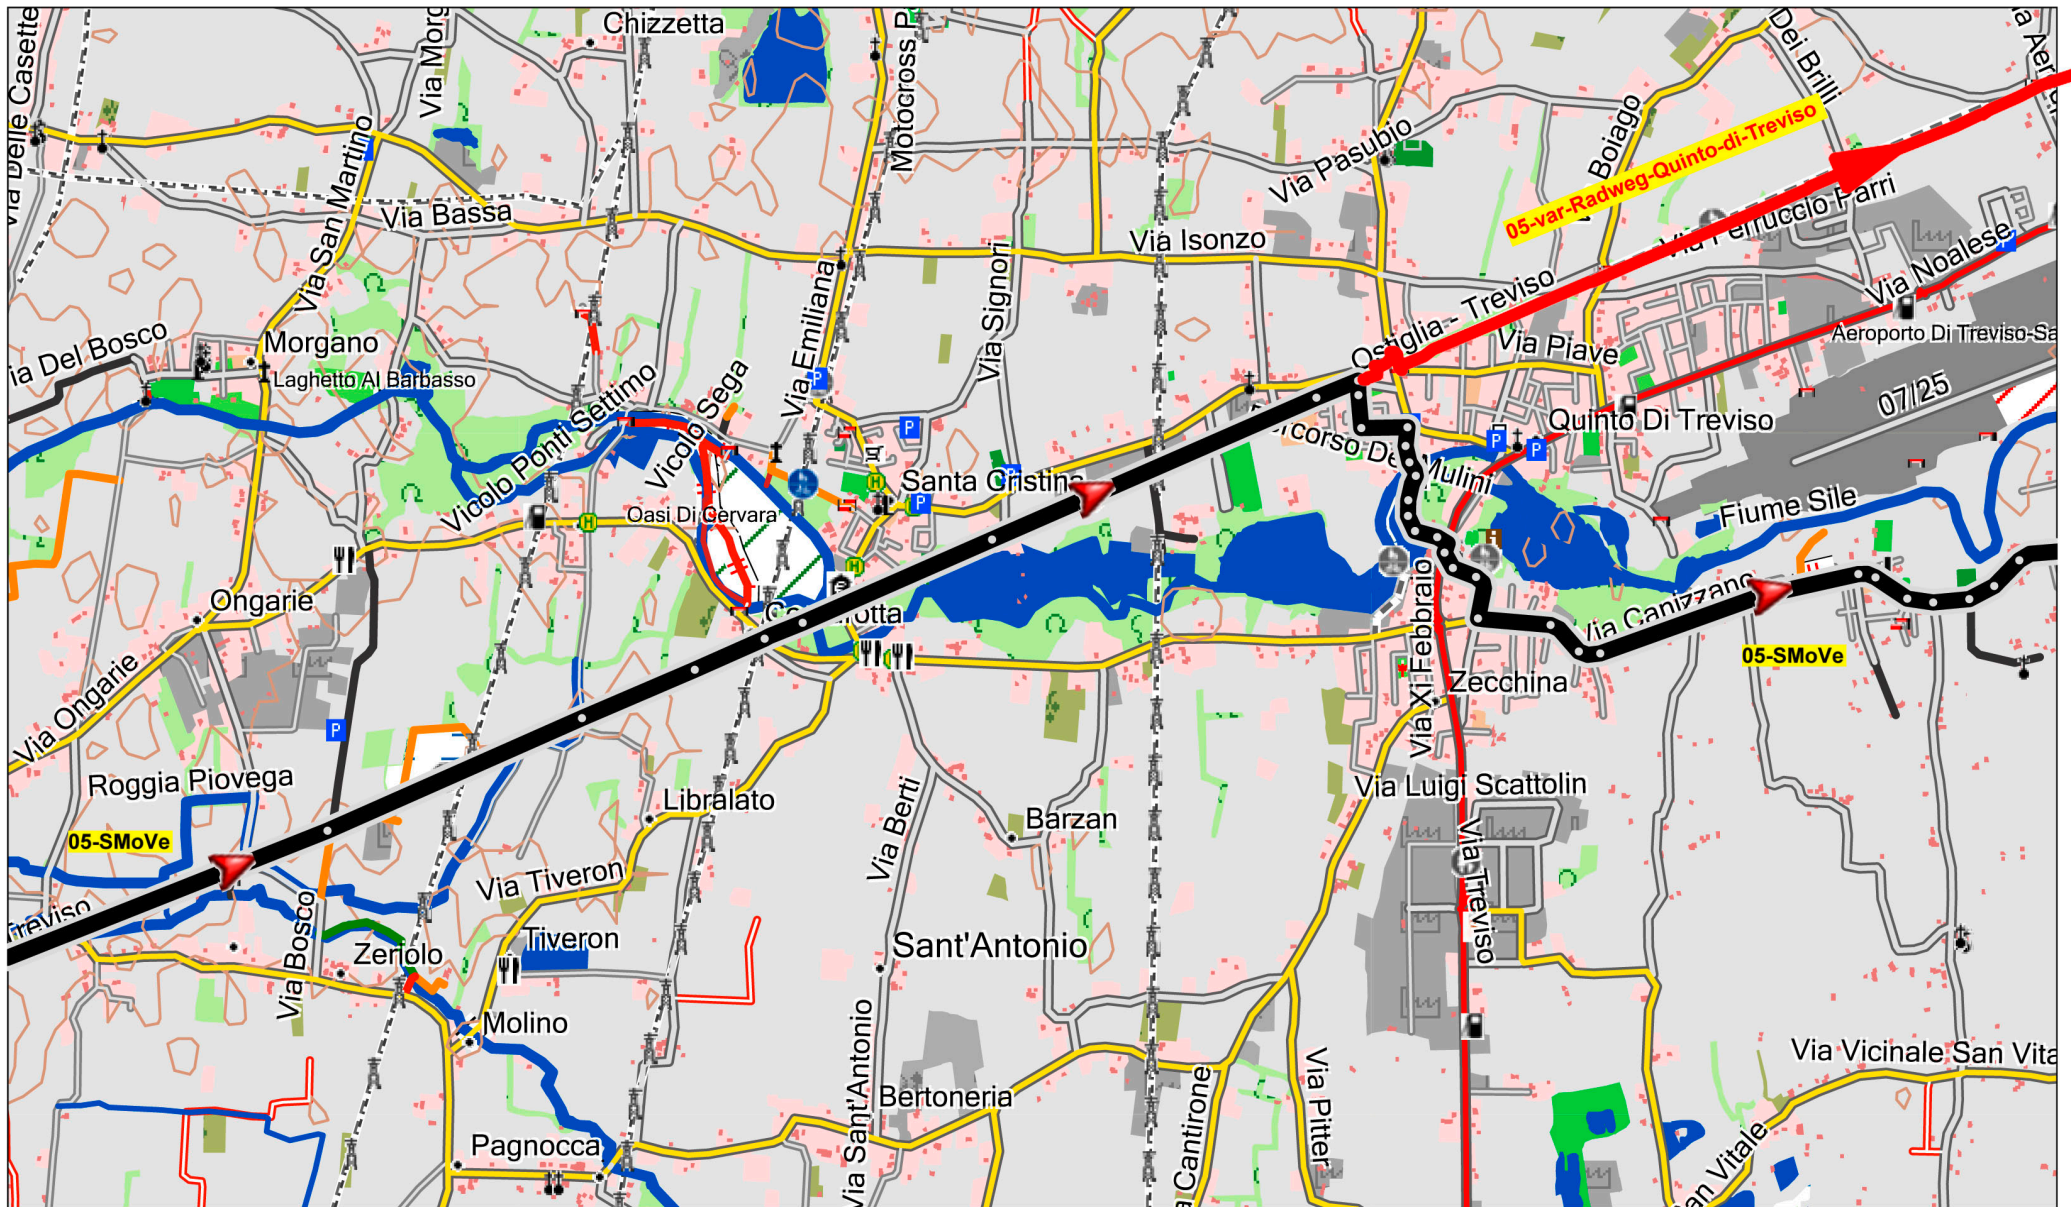 Chizzetta
Via Morg
Via Delle Casette
Motocross P
Dei Brilli
Via San Martino
Via Bassa
Via Pasubio
Boiago
05-var-Radweg-Quinto-di-Treviso
Via Isonzo
Via Ferruccio Parri
Via Noalese
Via Emiliana
Via Signori
Ostiglia - Treviso
Via Piave
Aeroporto Di Treviso-Sa
07/25
ia Del Bosco
Morgano
Laghetto Al Barbasso
Vicolo Ponti Settimo
Vicolo Sega
Quinto Di Treviso
Mulini
Santa Cristina
Oasi Di Cervara
Fiume Sile
Ongarie
Via Canizzano
05-SMoVe
Via Xi Febbraio
Zecchina
Via Ongarie
Roggia Piovega
05-SMoVe
Libralato
Via Berti
Barzan
Via Luigi Scattolin
Via Treviso
Via Tiveron
Treviso
Via Bosco
Zeriolo
Tiveron
Sant'Antonio
Molino
Via Sant'Antonio
Bertoneria
Via Pitter
a Cantirone
Via Vicinale San Vita
San Vitale
Pagnocca